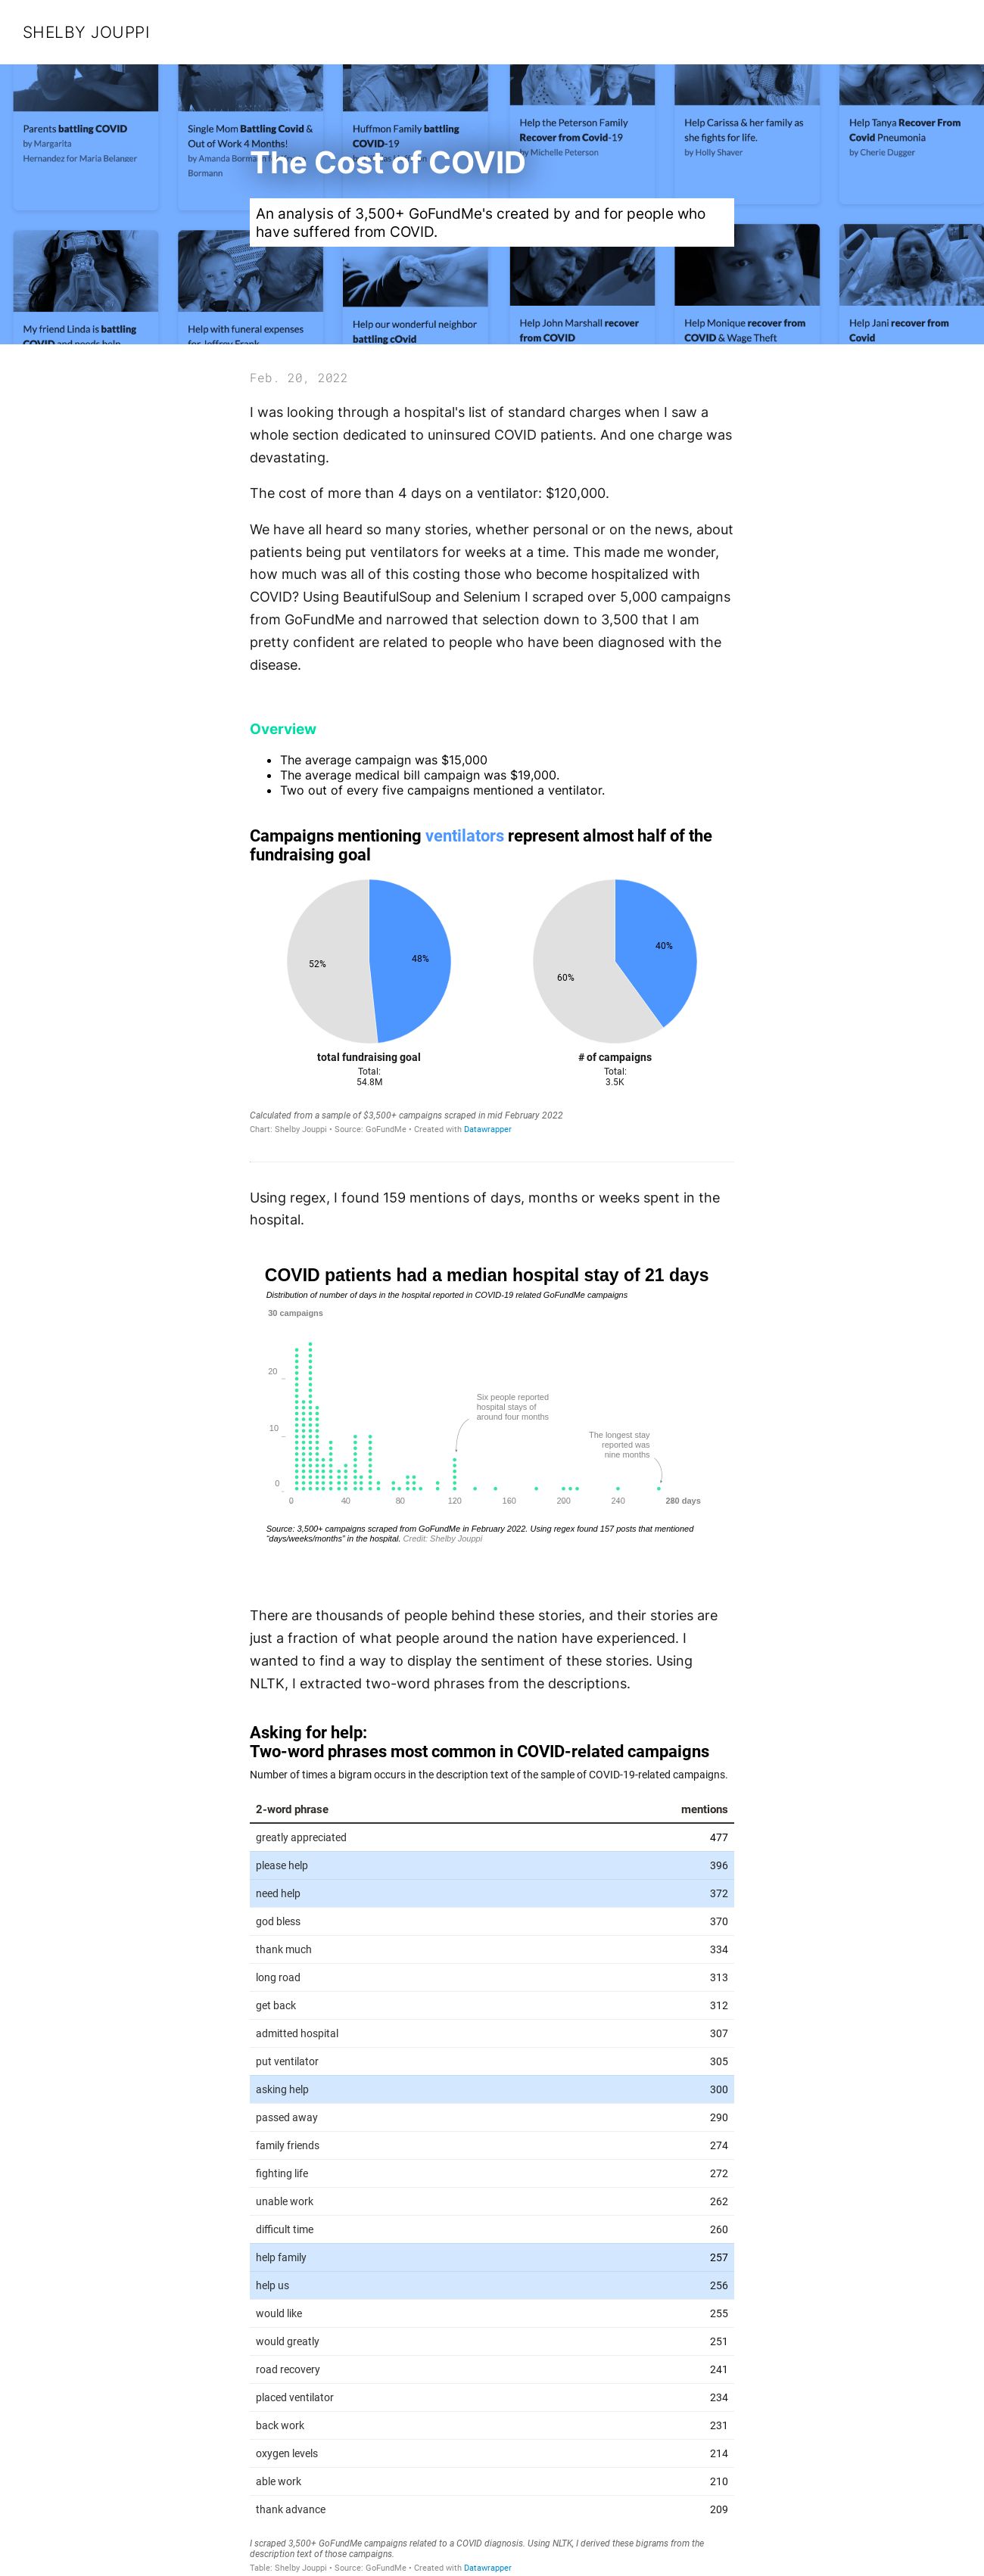 SHELBY JOUPPI
Parents battling COVID
by Margarita
Hernandez for Maria Belanger
Single Mom Battling Covid &
Out of Work 4 Months!
by Amanda Bormann
Bormann
Huffmon Family battling
COVID-19
Help the Peterson Family
Recover from Covid-19
by Michelle Peterson
Help Carissa & her family as
she fights for life.
by Holly Shaver
Help Tanya Recover From
Covid Pneumonia
by Cherie Dugger
The Cost of COVID
An analysis of 3,500+ GoFundMe's created by and for people who
have suffered from COVID.
My friend Linda is battling
COVID and needs help
Help with funeral expenses
for Jeffrey Frank
Help our wonderful neighbor
battling cOvid
Help John Marshall recover
from COVID
Help Monique recover from
COVID & Wage Theft
Help Jani recover from
Covid
Feb. 20, 2022
I was looking through a hospital's list of standard charges when I saw a
whole section dedicated to uninsured COVID patients. And one charge was
devastating.
The cost of more than 4 days on a ventilator: $120,000.
We have all heard so many stories, whether personal or on the news, about
patients being put ventilators for weeks at a time. This made me wonder,
how much was all of this costing those who become hospitalized with
COVID? Using BeautifulSoup and Selenium I scraped over 5,000 campaigns
from GoFundMe and narrowed that selection down to 3,500 that I am
pretty confident are related to people who have been diagnosed with the
disease.
Overview
• The average campaign was $15,000
• The average medical bill campaign was $19,000.
• Two out of every five campaigns mentioned a ventilator.
Campaigns mentioning ventilators represent almost half of the
fundraising goal
52%
48%
60%
40%
total fundraising goal
Total:
54.8M
# of campaigns
Total:
3.5K
Calculated from a sample of $3,500+ campaigns scraped in mid February 2022
Chart: Shelby Jouppi • Source: GoFundMe • Created with Datawrapper
Using regex, I found 159 mentions of days, months or weeks spent in the
hospital.
COVID patients had a median hospital stay of 21 days
Distribution of number of days in the hospital reported in COVID-19 related GoFundMe campaigns
30 campaigns
20
10
0
Six people reported
hospital stays of
around four months
The longest stay
reported was
nine months
0 40 80 120 160 200 240 280 days
Source: 3,500+ campaigns scraped from GoFundMe in February 2022. Using regex found 157 posts that mentioned
"days/weeks/months" in the hospital. Credit: Shelby Jouppi
There are thousands of people behind these stories, and their stories are
just a fraction of what people around the nation have experienced. I
wanted to find a way to display the sentiment of these stories. Using
NLTK, I extracted two-word phrases from the descriptions.
Asking for help:
Two-word phrases most common in COVID-related campaigns
Number of times a bigram occurs in the description text of the sample of COVID-19-related campaigns.
2-word phrase mentions
greatly appreciated 477
please help 396
need help 372
god bless 370
thank much 334
long road 313
get back 312
admitted hospital 307
put ventilator 305
asking help 300
passed away 290
family friends 274
fighting life 272
unable work 262
difficult time 260
help family 257
help us 256
would like 255
would greatly 251
road recovery 241
placed ventilator 234
back work 231
oxygen levels 214
able work 210
thank advance 209
I scraped 3,500+ GoFundMe campaigns related to a COVID diagnosis. Using NLTK, I derived these bigrams from the
description text of those campaigns.
Table: Shelby Jouppi • Source: GoFundMe • Created with Datawrapper